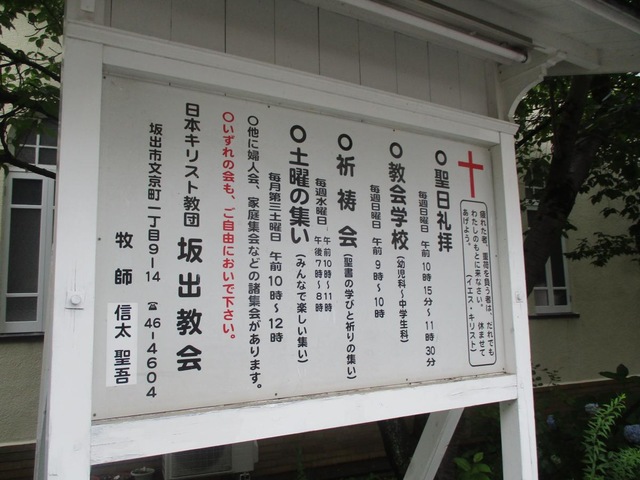 疲れた者、重荷を負う者は、だれでも
わたしのもとに来なさい。 休ませて
あげよう。 (イエス・キリスト)
○聖日礼拝
毎週日曜日 午前10時15分~11時30分
○教会学校 (幼児科~中学生科)
毎週日曜日 午前9時~10時
○祈祷会 (聖書の学びと祈りの集い)
毎週水曜日、午前10時~11時
午後7時~8時
○土曜の集い (みんなで楽しい集い)
毎月第三土曜日 午前10時~12時
○他に婦人会、家庭集会などの諸集会があります。
○いずれの会も、ご自由においで下さい。
日本キリスト教団 坂出教会
坂出市文京町二丁目9-14 ☎46-4604
牧師 信太 聖吾